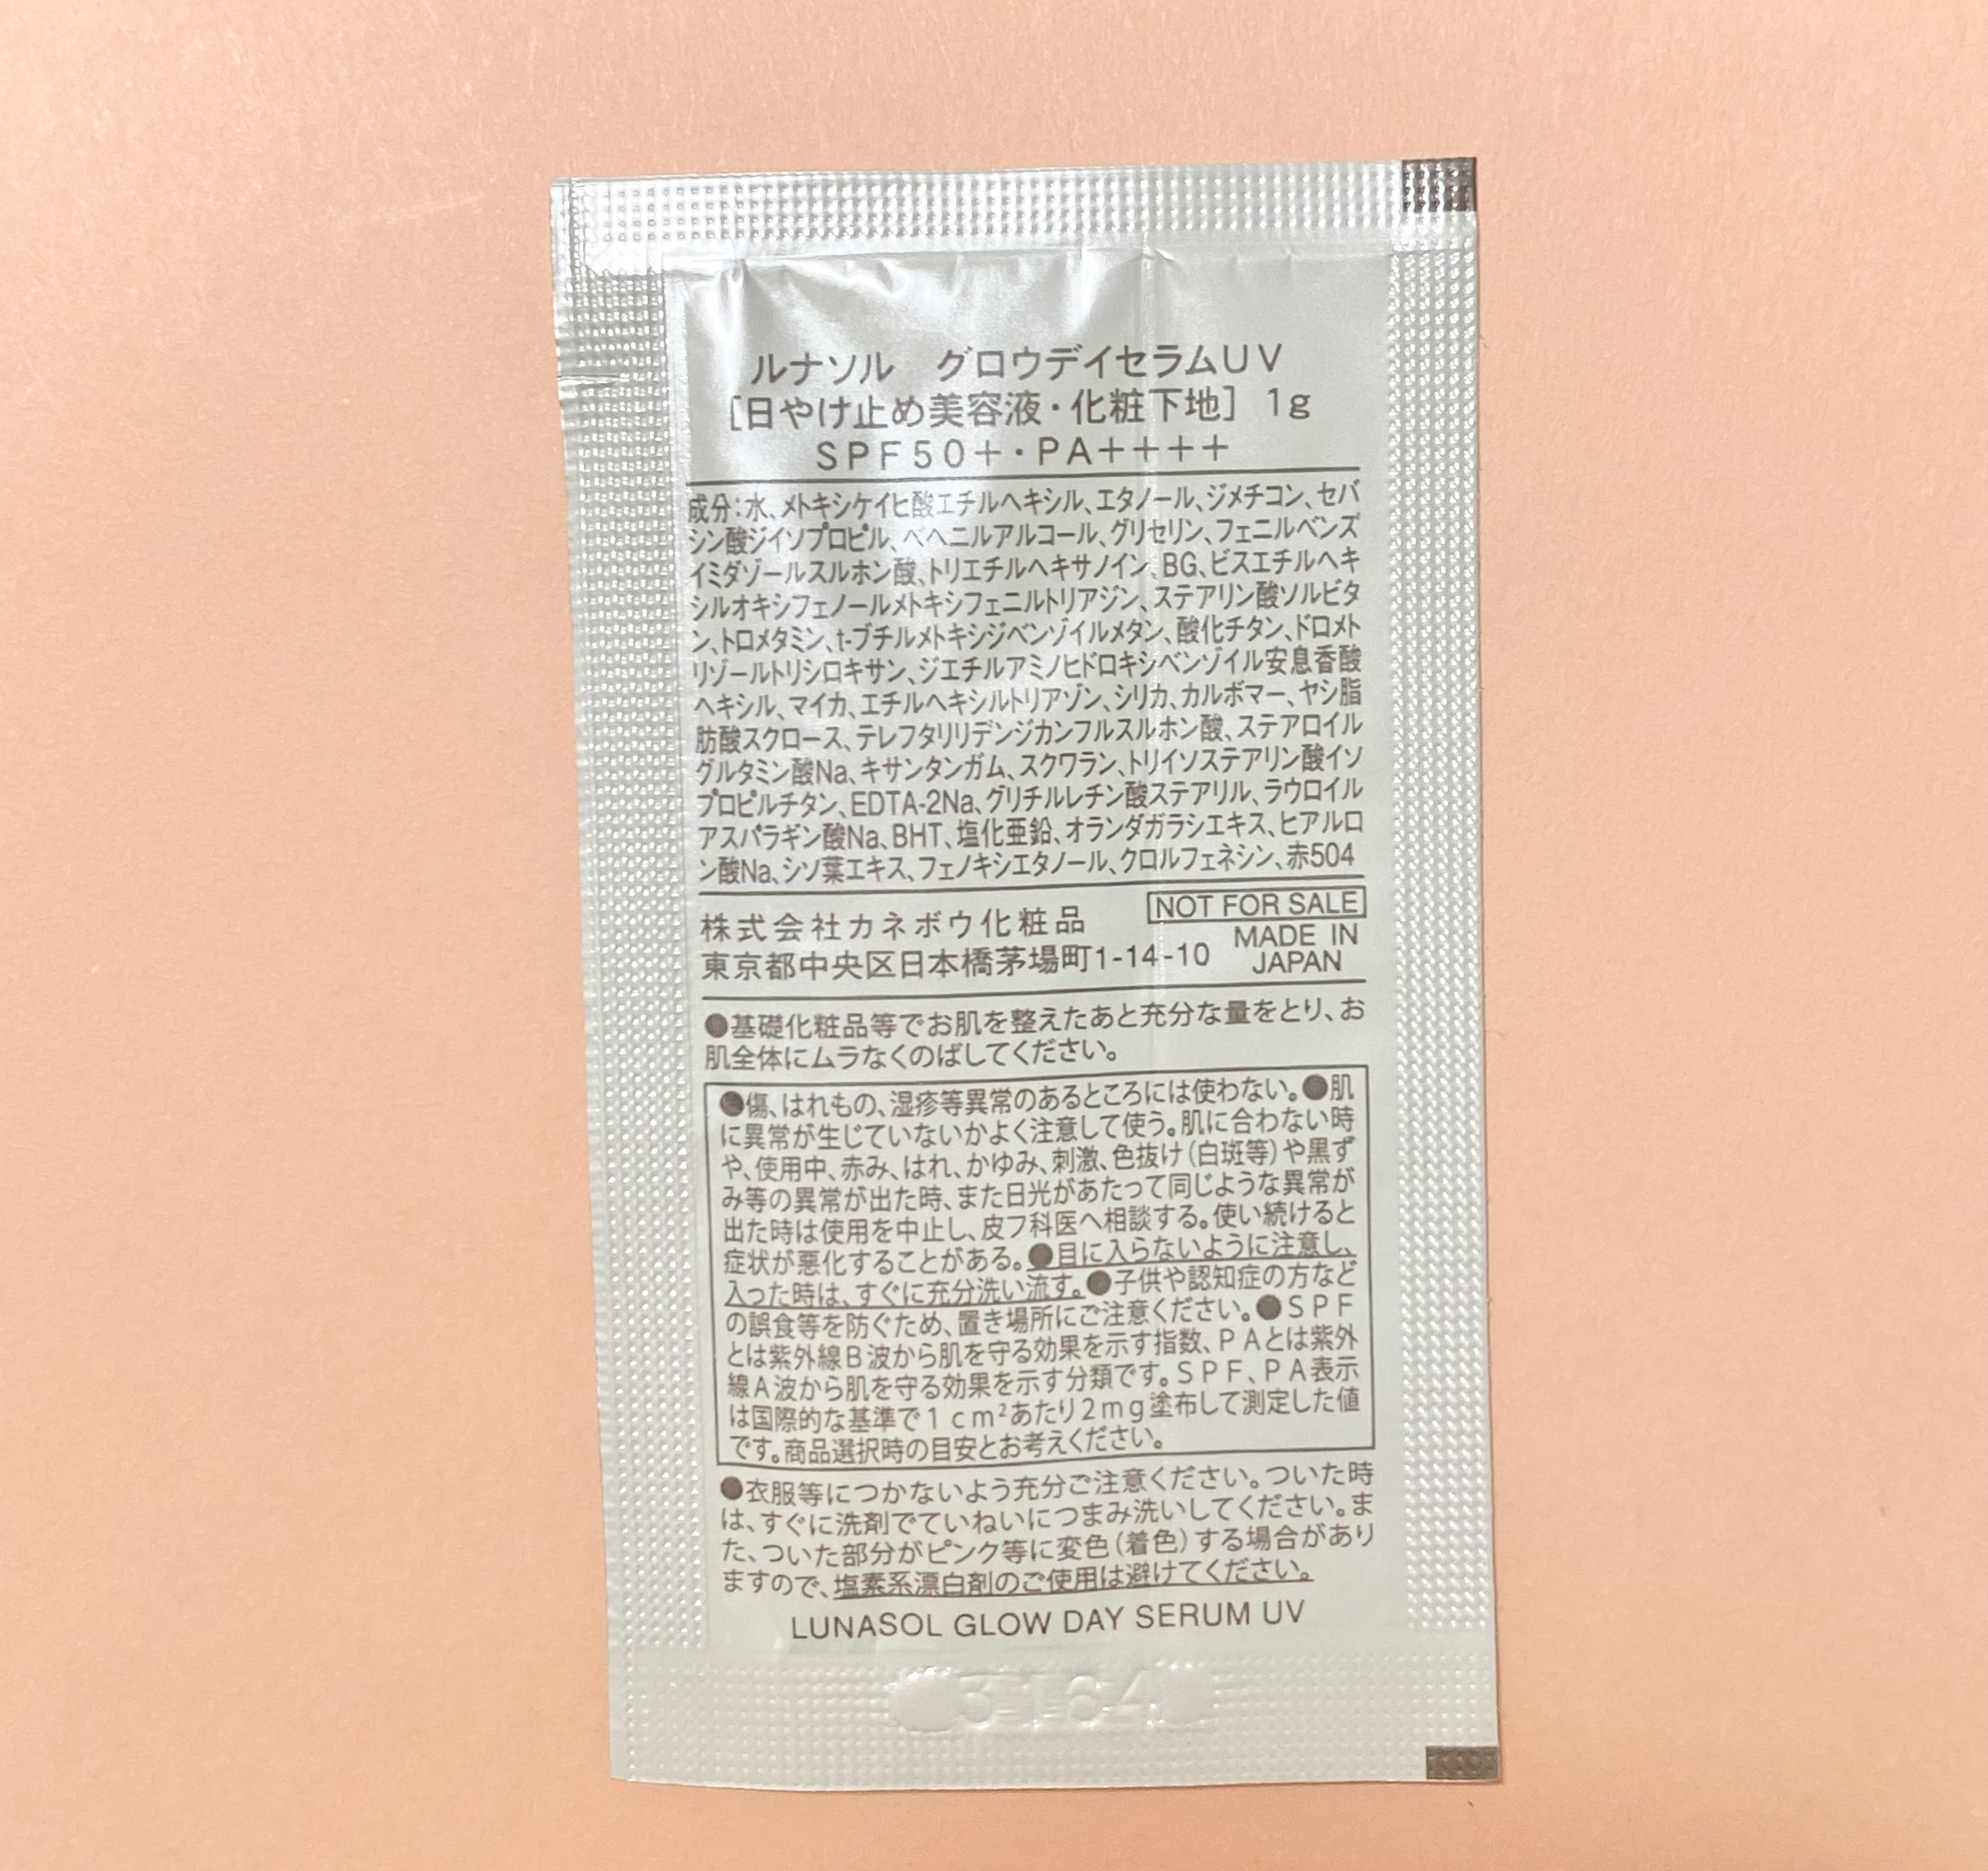 ルナソル　グロウデイセラムUV
[日やけ止め美容液・化粧下地] 1g
SPF50+・PA++++
成分：水、メトキシケイヒ酸エチルヘキシル、エタノール、ジメチコン、セバ
シン酸ジイソプロピル、ベヘニルアルコール、グリセリン、フェニルベンズ
イミダゾールスルホン酸、トリエチルヘキサノイン、BG、ビスエチルヘキ
シルオキシフェノールメトキシフェニルトリアジン、ステアリン酸ソルビタ
ン、トロメタミン、t-ブチルメトキシジベンゾイルメタン、酸化チタン、ドロメト
リゾールトリシロキサン、ジエチルアミノヒドロキシベンゾイル安息香酸
ヘキシル、マイカ、エチルヘキシルトリアゾン、シリカ、カルボマー、ヤシ脂
肪酸スクロース、テレフタリリデンジカンフルスルホン酸、ステアロイル
グルタミン酸Na、キサンタンガム、スクワラン、トリイソステアリン酸イソ
プロピルチタン、EDTA-2Na、グリチルレチン酸ステアリル、ラウロイル
アスパラギン酸Na、BHT、塩化亜鉛、オランダガラシエキス、ヒアルロ
ン酸Na、シソ葉エキス、フェノキシエタノール、クロルフェネシン、赤504
株式会社カネボウ化粧品
東京都中央区日本橋茅場町1-14-10
NOT FOR SALE
MADE IN
JAPAN
●基礎化粧品等でお肌を整えたあと充分な量をとり、お
肌全体にムラなくのばしてください。
●傷、はれもの、湿疹等異常のあるところには使わない。●肌
に異常が生じていないかよく注意して使う。肌に合わない時
や、使用中、赤み、はれ、かゆみ、刺激、色抜け(白斑等)や黒ず
み等の異常が出た時、また日光があたって同じような異常が
出た時は使用を中止し、皮フ科医へ相談する。使い続けると
症状が悪化することがある。●目に入らないように注意し、
入った時は、すぐに充分洗い流す。●子供や認知症の方など
の誤食等を防ぐため、置き場所にご注意ください。●SPF
とは紫外線B波から肌を守る効果を示す指数、PAとは紫外
線A波から肌を守る効果を示す分類です。SPF、PA表示
は国際的な基準で1cm²あたり2mg塗布して測定した値
です。商品選択時の目安とお考えください。
●衣服等につかないよう充分ご注意ください。ついた時
は、すぐに洗剤でていねいにつまみ洗いしてください。ま
た、ついた部分がピンク等に変色(着色)する場合があり
ますので、塩素系漂白剤のご使用は避けてください。
LUNASOL GLOW DAY SERUM UV